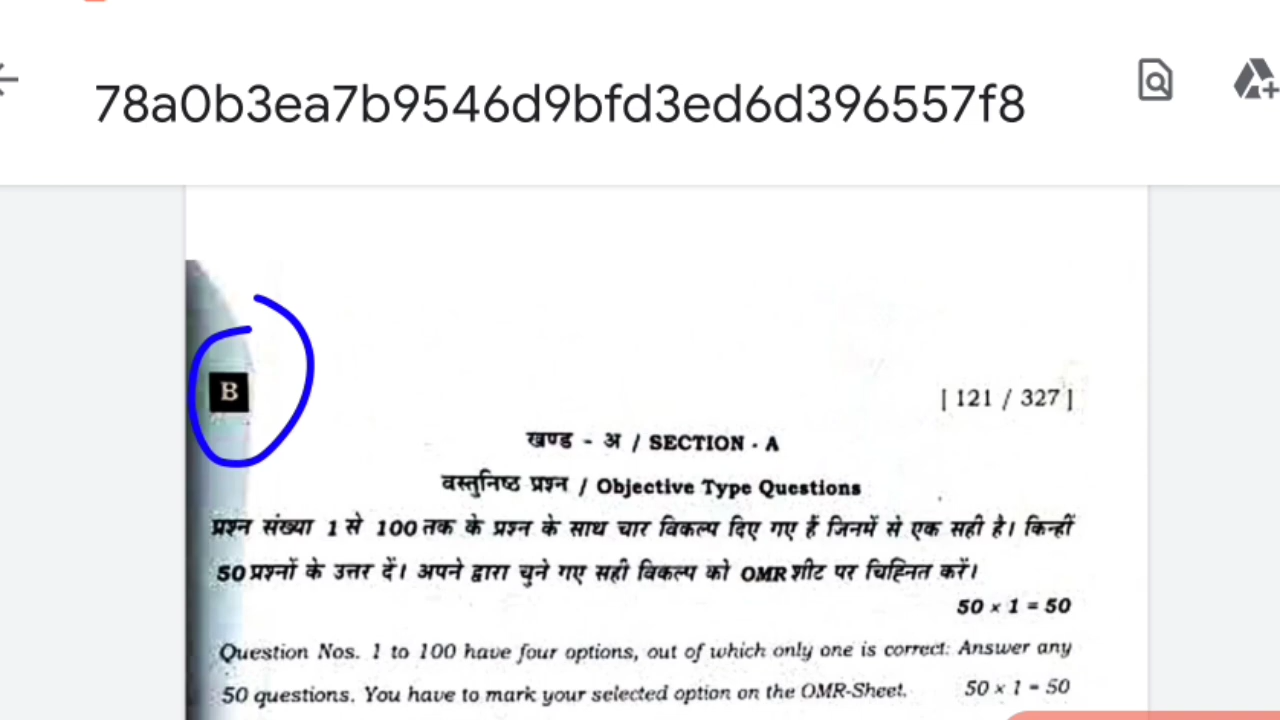 78a0b3ea7b9546d9bfd3ed6d396557f8
B
[ 121 / 327 ]
खण्ड - अ / SECTION - A
वस्तुनिष्ठ प्रश्न / Objective Type Questions
प्रश्न संख्या 1 से 100 तक के प्रश्न के साथ चार विकल्प दिए गए हैं जिनमें से एक सही है। किन्हीं
50 प्रश्नों के उत्तर दें। अपने द्वारा चुने गए सही विकल्प को OMR शीट पर चिह्नित करें।
50 × 1 = 50
Question Nos. 1 to 100 have four options, out of which only one is correct. Answer any
50 questions. You have to mark your selected option on the OMR-Sheet. 50 × 1 = 50